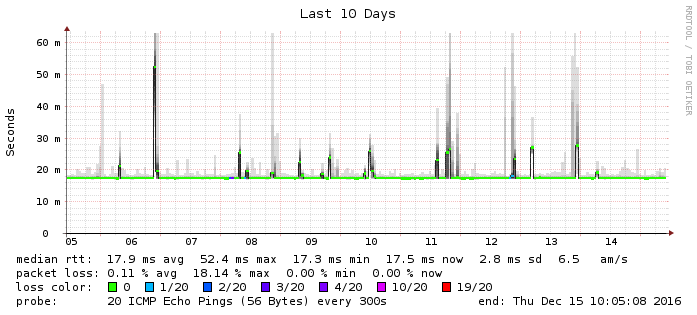 Last 10 Days
RRDTOOL / TOBI OETIKER
Seconds
60 m
50 m
40 m
30 m
20 m
10 m
0
05 06 07 08 09 10 11 12 13 14
median rtt: 17.9 ms avg 52.4 ms max 17.3 ms min 17.5 ms now 2.8 ms sd 6.5 am/s
packet loss: 0.11 % avg 18.14 % max 0.00 % min 0.00 % now
loss color: 0 1/20 2/20 3/20 4/20 10/20 19/20
probe: 20 ICMP Echo Pings (56 Bytes) every 300s end: Thu Dec 15 10:05:08 2016